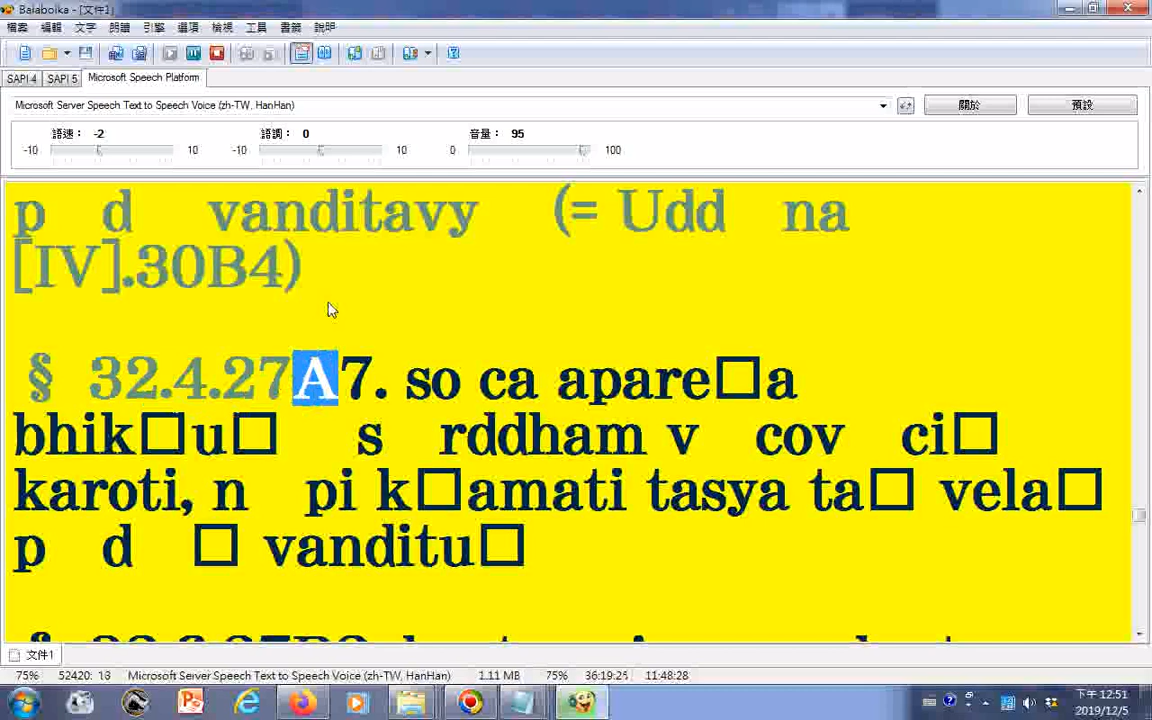 Balabolka - [文件1]
檔案 編輯 文字 朗讀 引擎 選項 檢視 工具 書籤 說明
SAPI 4 SAPI 5 Microsoft Speech Platform
Microsoft Server Speech Text to Speech Voice (zh-TW, HanHan) 關於 預設
語速： -2 語調： 0 音量： 95
-10 10 -10 10 0 100
p d vanditavy (= Udd na
[IV].30B4)
§ 32.4.27A7. so ca apare□a
bhik□u□ s rddham v cov ci□
karoti, n pi k□amati tasya ta□ vela□
p d □ vanditu□
文件1
75% 52420: 13 Microsoft Server Speech Text to Speech Voice (zh-TW, HanHan) 1.11 MB 75% 36:19:25 11:48:28
下午 12:51
2019/12/5